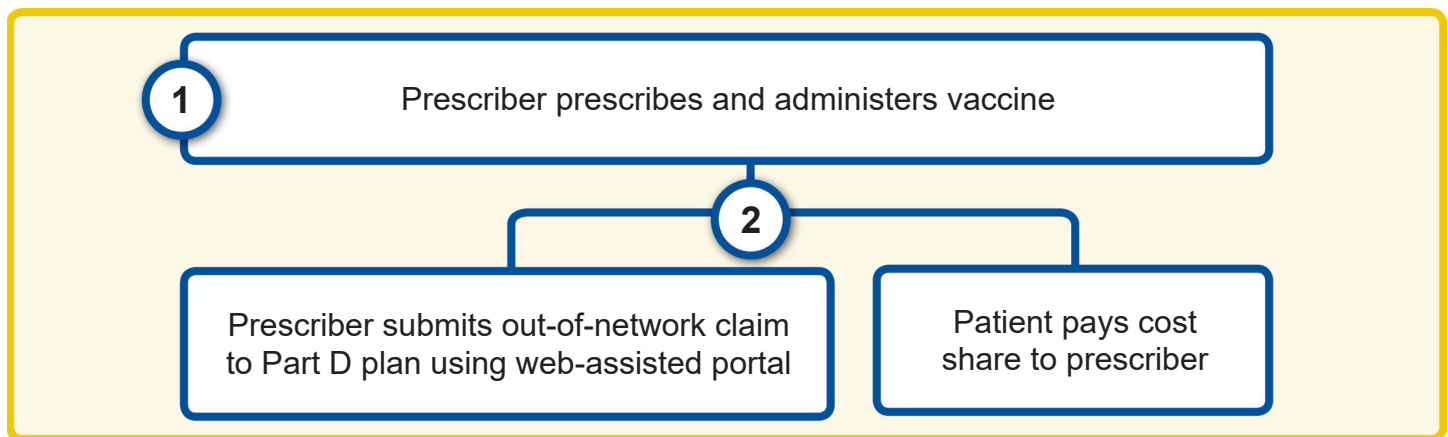 1
Prescriber prescribes and administers vaccine
2
Prescriber submits out-of-network claim
to Part D plan using web-assisted portal
Patient pays cost
share to prescriber